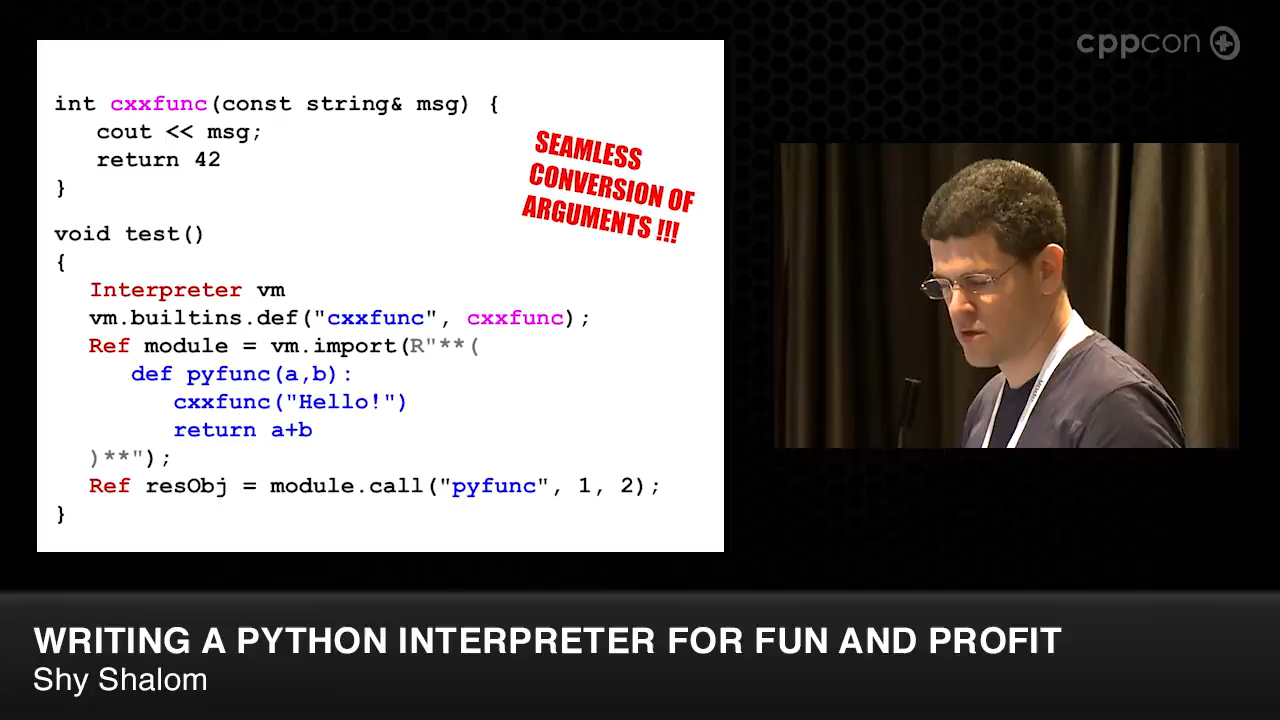 cppcon
int cxxfunc(const string& msg) {
cout << msg;
return 42
}
SEAMLESS
CONVERSION OF
ARGUMENTS !!!
void test()
{
Interpreter vm
vm.builtins.def("cxxfunc", cxxfunc);
Ref module = vm.import(R"**(
def pyfunc(a,b):
cxxfunc("Hello!")
return a+b
)**");
Ref resObj = module.call("pyfunc", 1, 2);
}
WRITING A PYTHON INTERPRETER FOR FUN AND PROFIT
Shy Shalom